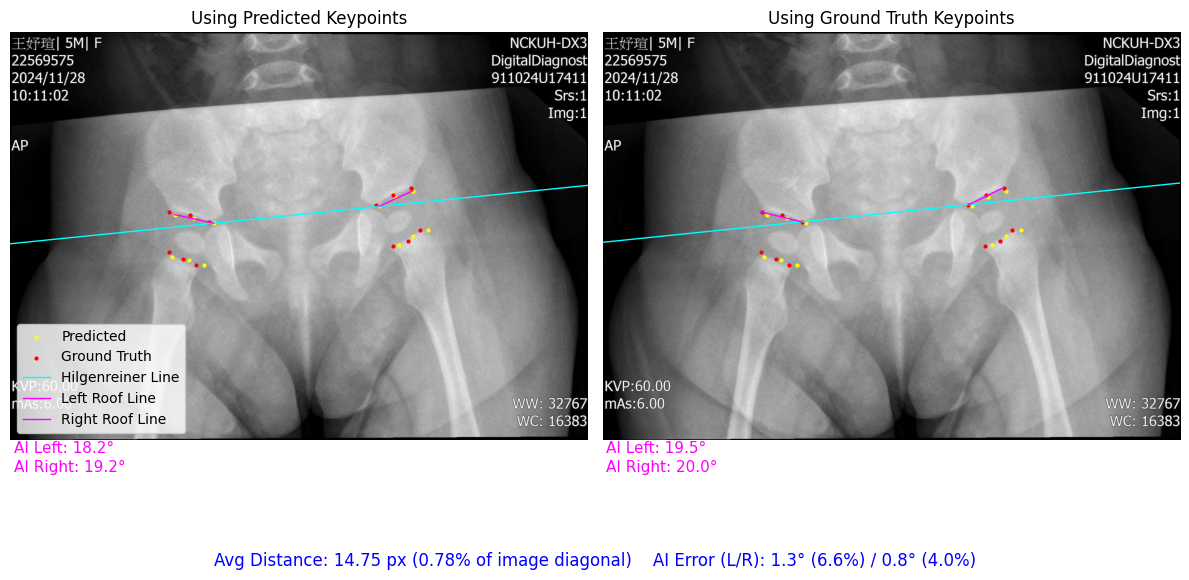 Using Predicted Keypoints
王妤瑄| 5M| F
22569575
2024/11/28
10:11:02
AP
NCKUH-DX3
DigitalDiagnost
911024U17411
Srs:1
Img:1
Predicted
Ground Truth
Hilgenreiner Line
Left Roof Line
Right Roof Line
KVP:60.00
mAs:6.00
WW: 32767
WC: 16383
AI Left: 18.2°
AI Right: 19.2°
Using Ground Truth Keypoints
王妤瑄| 5M| F
22569575
2024/11/28
10:11:02
AP
NCKUH-DX3
DigitalDiagnost
911024U17411
Srs:1
Img:1
KVP:60.00
mAs:6.00
WW: 32767
WC: 16383
AI Left: 19.5°
AI Right: 20.0°
Avg Distance: 14.75 px (0.78% of image diagonal)    AI Error (L/R): 1.3° (6.6%) / 0.8° (4.0%)